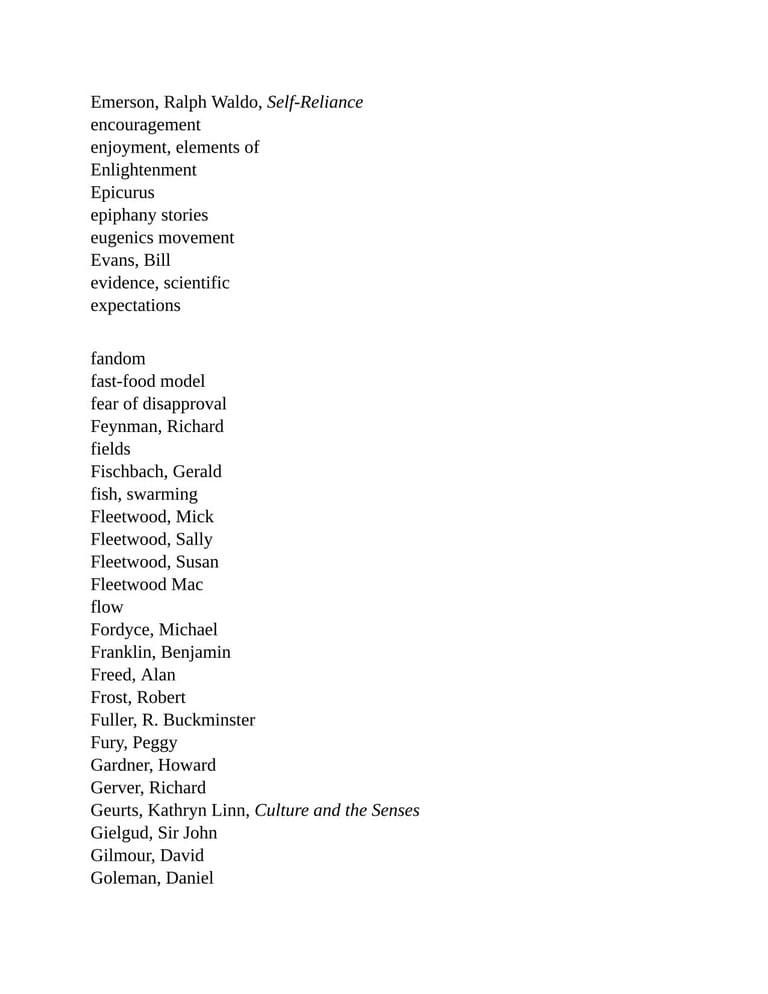 Emerson, Ralph Waldo, Self-Reliance
encouragement
enjoyment, elements of
Enlightenment
Epicurus
epiphany stories
eugenics movement
Evans, Bill
evidence, scientific
expectations
fandom
fast-food model
fear of disapproval
Feynman, Richard
fields
Fischbach, Gerald
fish, swarming
Fleetwood, Mick
Fleetwood, Sally
Fleetwood, Susan
Fleetwood Mac
flow
Fordyce, Michael
Franklin, Benjamin
Freed, Alan
Frost, Robert
Fuller, R. Buckminster
Fury, Peggy
Gardner, Howard
Gerver, Richard
Geurts, Kathryn Linn, Culture and the Senses
Gielgud, Sir John
Gilmour, David
Goleman, Daniel